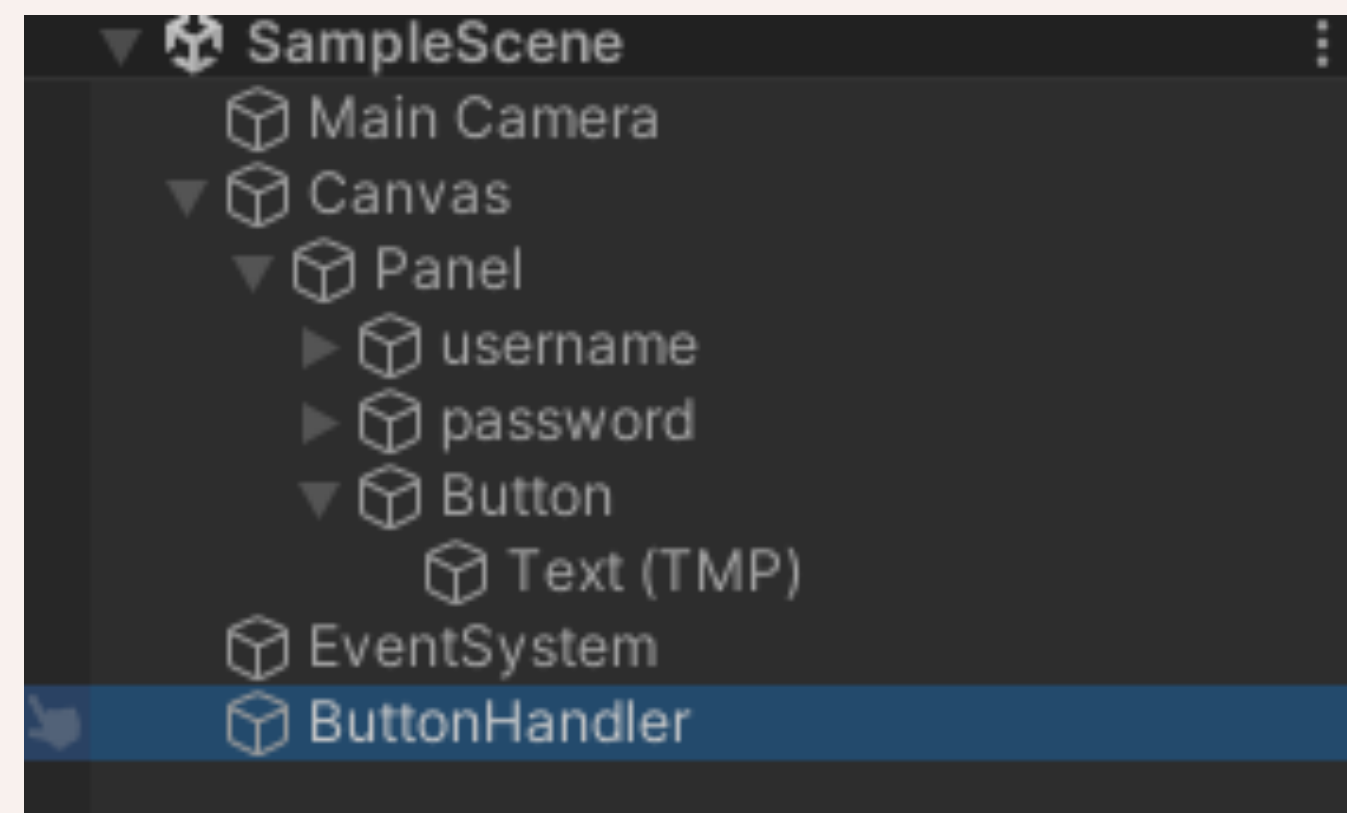 SampleScene
Main Camera
Canvas
Panel
username
password
Button
Text (TMP)
EventSystem
ButtonHandler